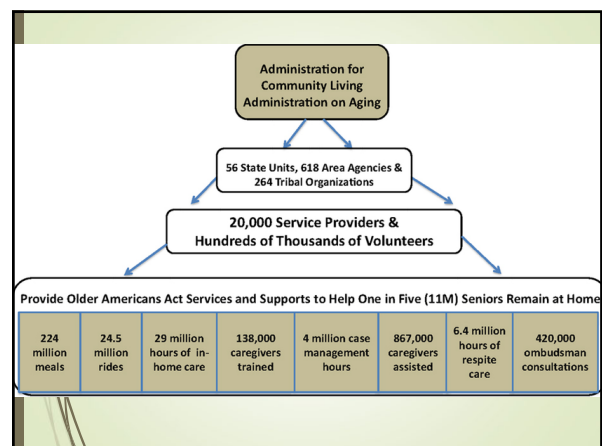 Administration for
Community Living
Administration on Aging
56 State Units, 618 Area Agencies &
264 Tribal Organizations
20,000 Service Providers &
Hundreds of Thousands of Volunteers
Provide Older Americans Act Services and Supports to Help One in Five (11M) Seniors Remain at Home
224
million
meals
24.5
million
rides
29 million
hours of in-
home care
138,000
caregivers
trained
4 million case
management
hours
867,000
caregivers
assisted
6.4 million
hours of
respite
care
420,000
ombudsman
consultations